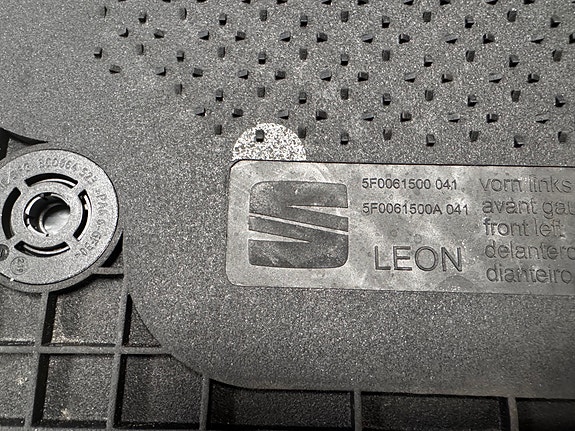 5F0061500 041
5F0061500A 041
LEON
vorn links
avant gau
front left
delantero
dianteiro